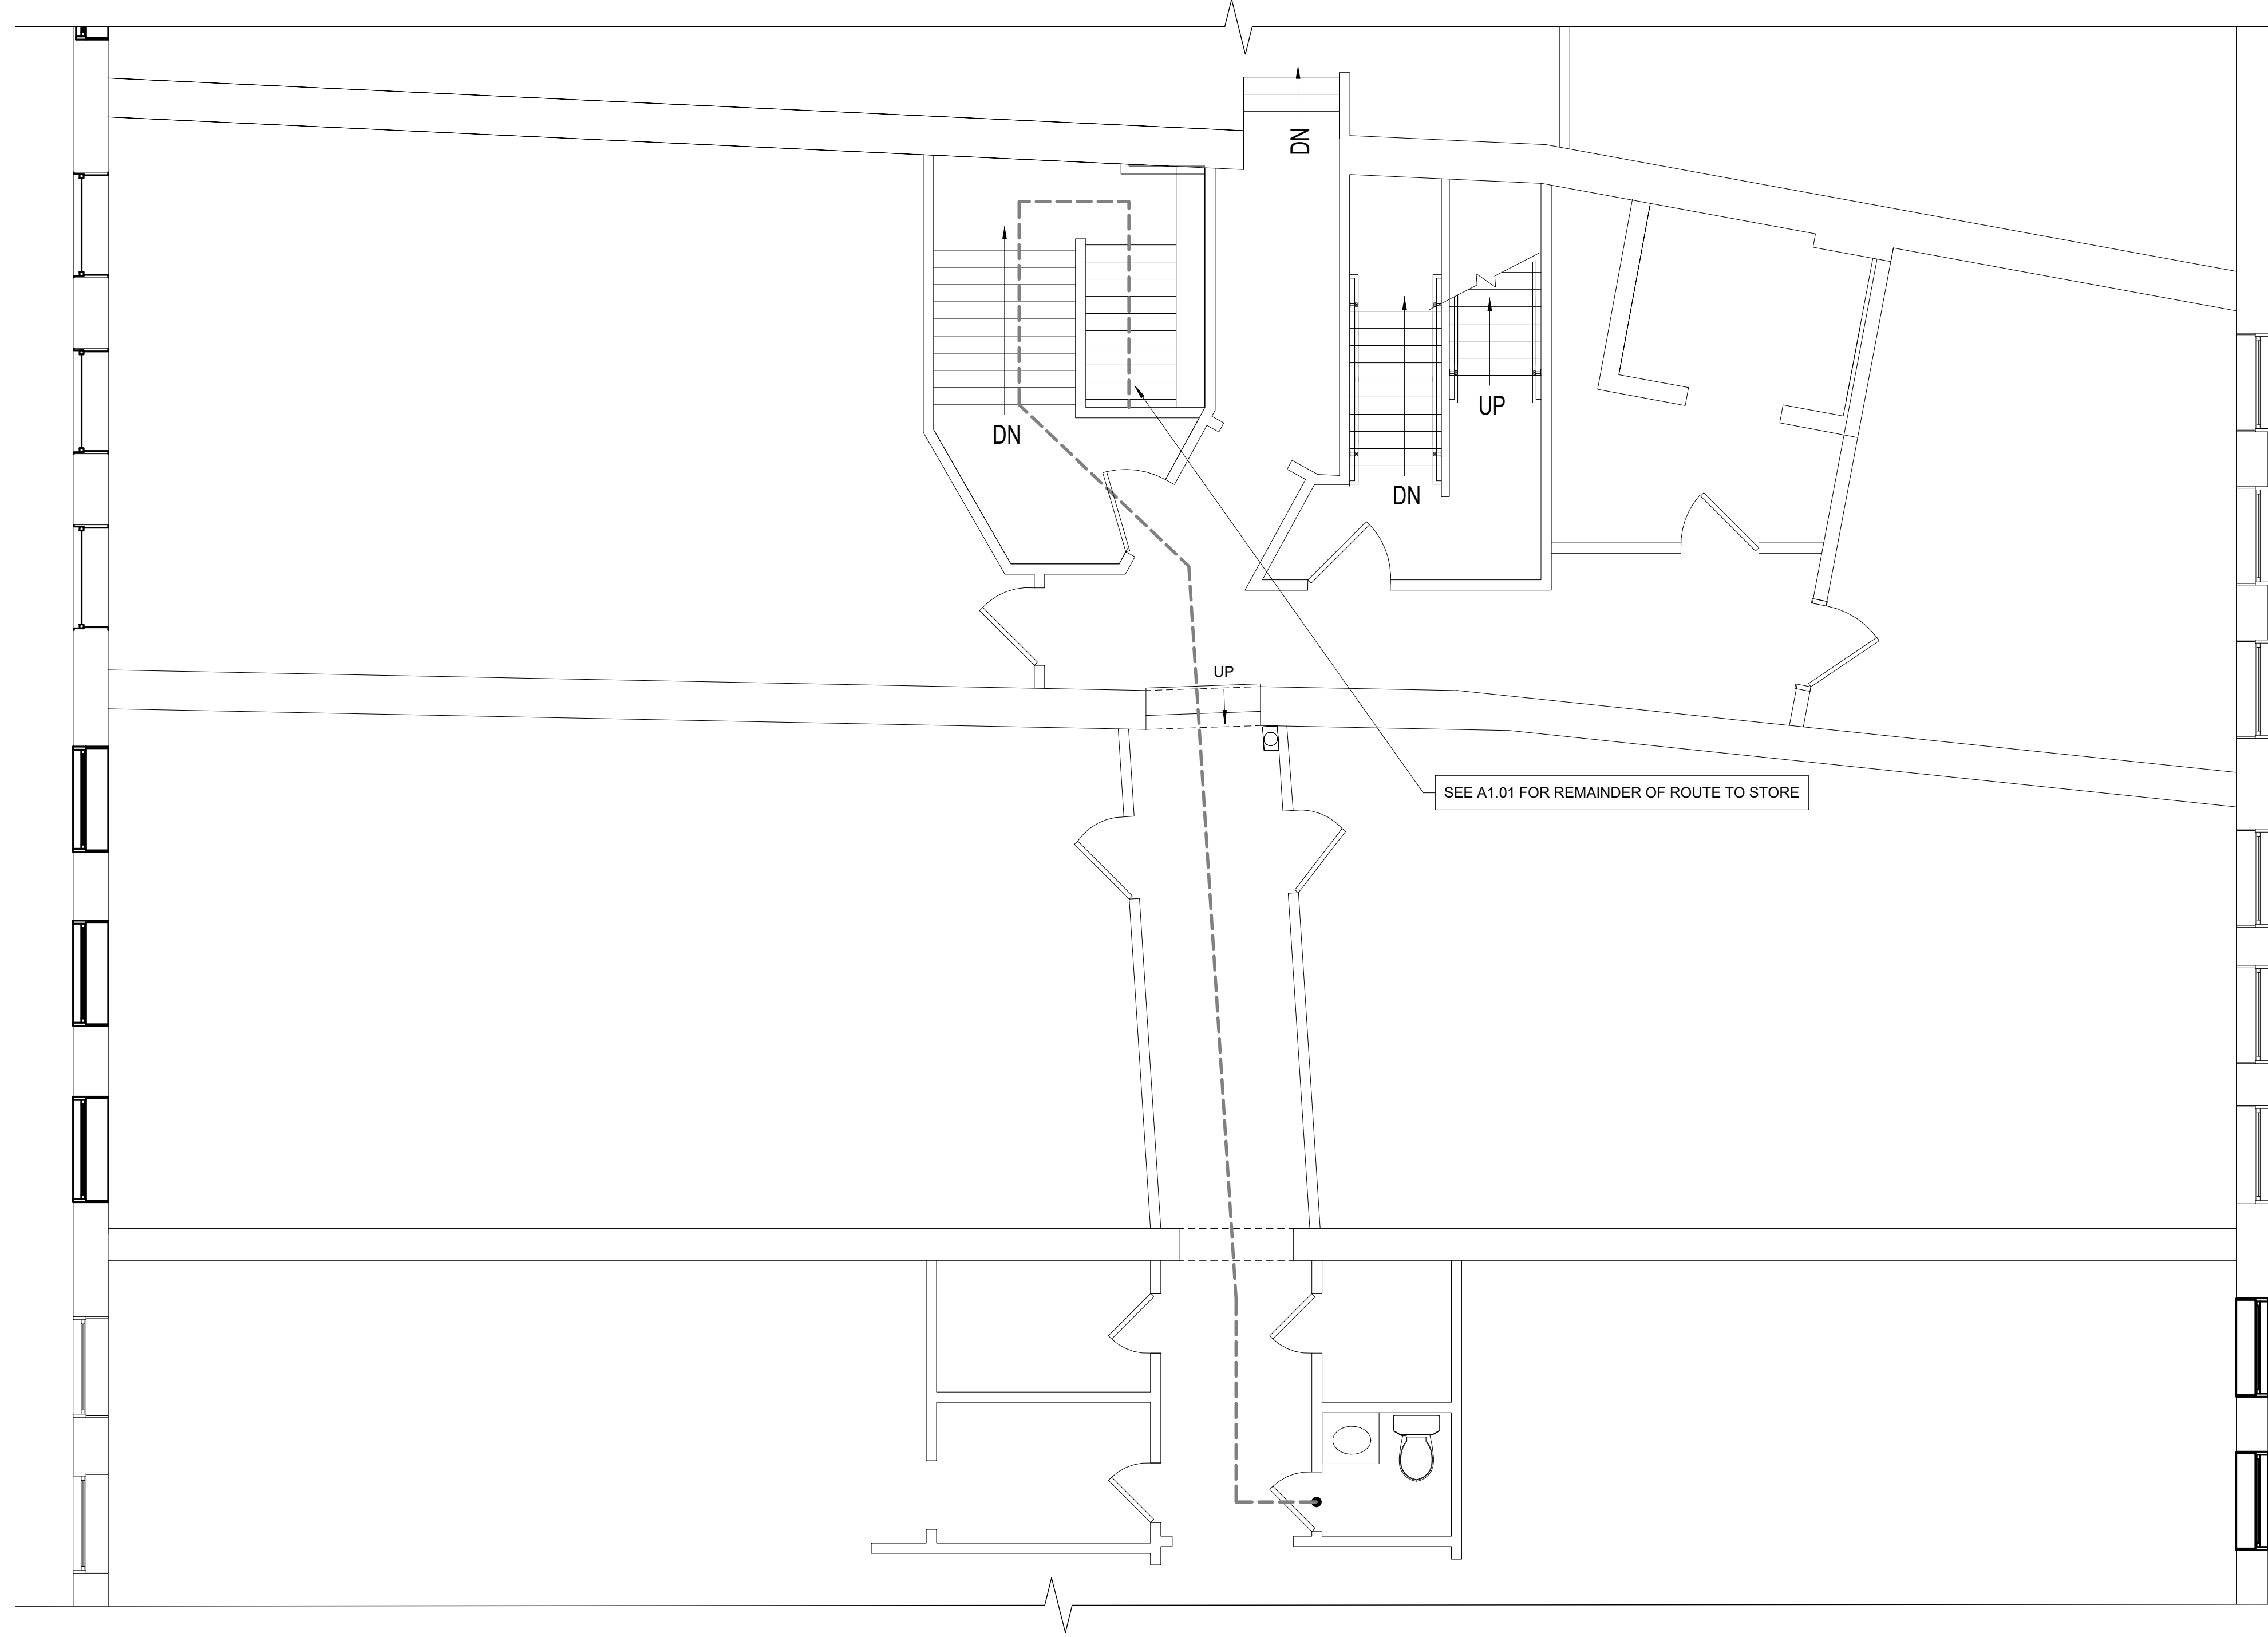 DN
DN
UP
DN
UP
SEE A1.01 FOR REMAINDER OF ROUTE TO STORE